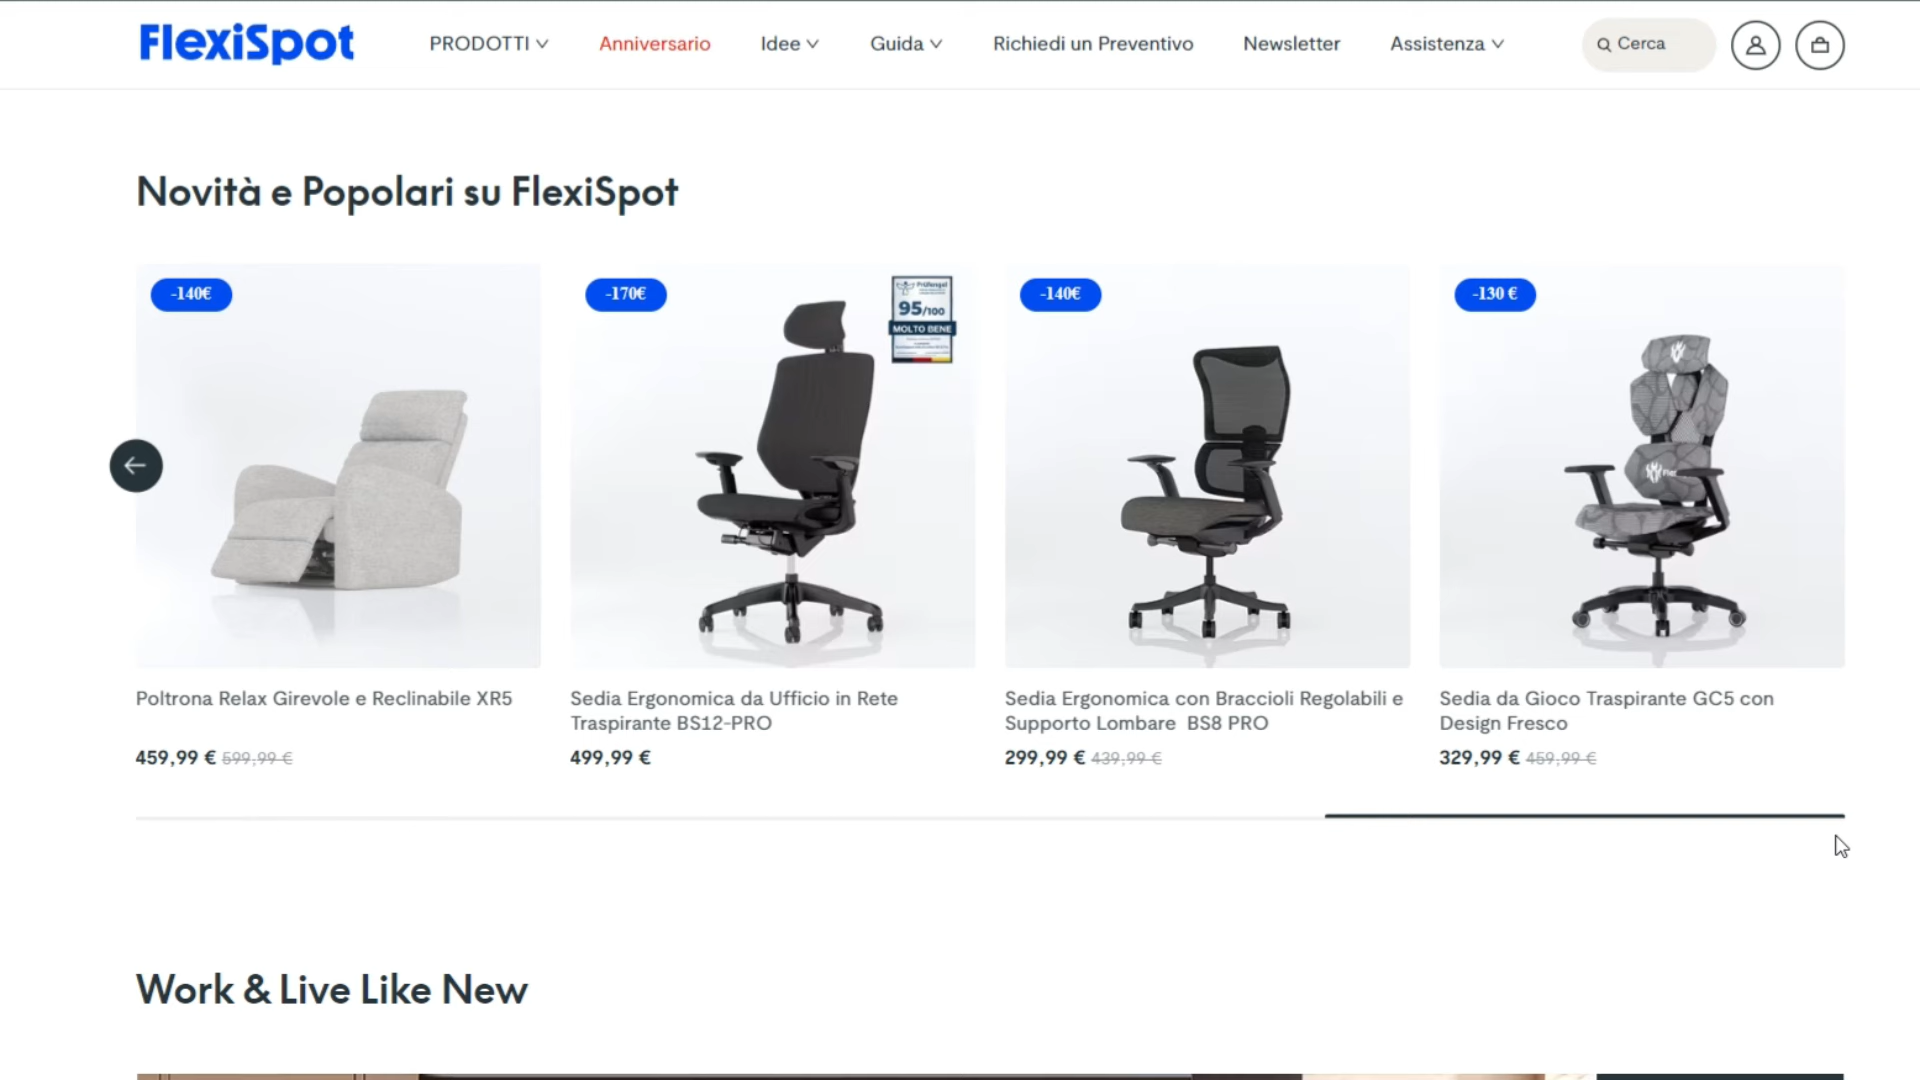 FlexiSpot
PRODOTTI
Anniversario
Idee
Guida
Richiedi un Preventivo
Newsletter
Assistenza
Cerca
Novità e Popolari su FlexiSpot
-140€
-170€
95/100
MOLTO BENE
-140€
-130 €
Poltrona Relax Girevole e Reclinabile XR5
459,99 € 599,99 €
Sedia Ergonomica da Ufficio in Rete
Traspirante BS12-PRO
499,99 €
Sedia Ergonomica con Braccioli Regolabili e
Supporto Lombare BS8 PRO
299,99 € 439,99 €
Sedia da Gioco Traspirante GC5 con
Design Fresco
329,99 € 459,99 €
Work & Live Like New